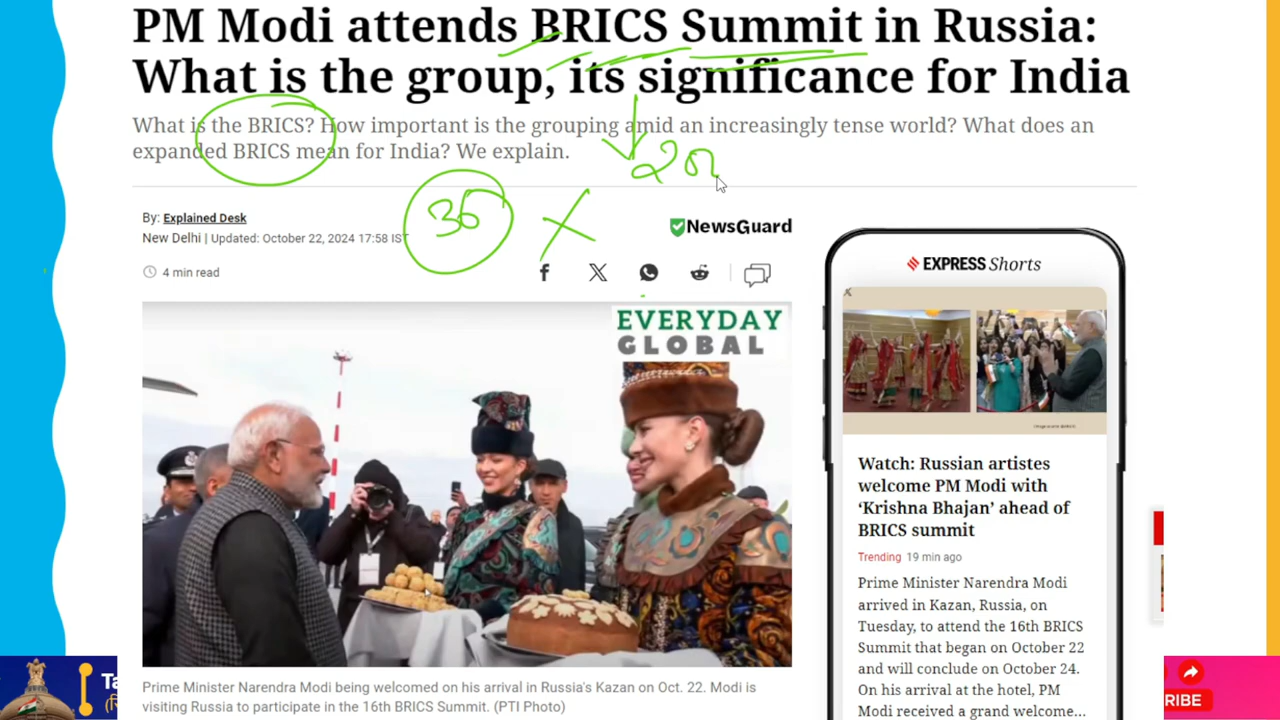 PM Modi attends BRICS Summit in Russia:
What is the group, its significance for India
What is the BRICS? How important is the grouping amid an increasingly tense world? What does an
expanded BRICS mean for India? We explain.
By: Explained Desk
New Delhi | Updated: October 22, 2024 17:58 IST
4 min read
36
NewsGuard
EVERYDAY
GLOBAL
Prime Minister Narendra Modi being welcomed on his arrival in Russia's Kazan on Oct. 22. Modi is
visiting Russia to participate in the 16th BRICS Summit. (PTI Photo)
EXPRESS Shorts
Watch: Russian artistes
welcome PM Modi with
‘Krishna Bhajan’ ahead of
BRICS summit
Trending 19 min ago
Prime Minister Narendra Modi
arrived in Kazan, Russia, on
Tuesday, to attend the 16th BRICS
Summit that began on October 22
and will conclude on October 24.
On his arrival at the hotel, PM
Modi received a grand welcome...